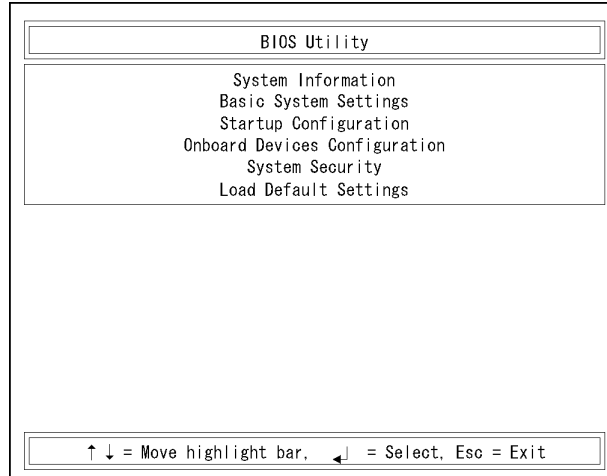 BIOS Utility
System Information
Basic System Settings
Startup Configuration
Onboard Devices Configuration
System Security
Load Default Settings
↑↓ = Move highlight bar, ↲ = Select, Esc = Exit